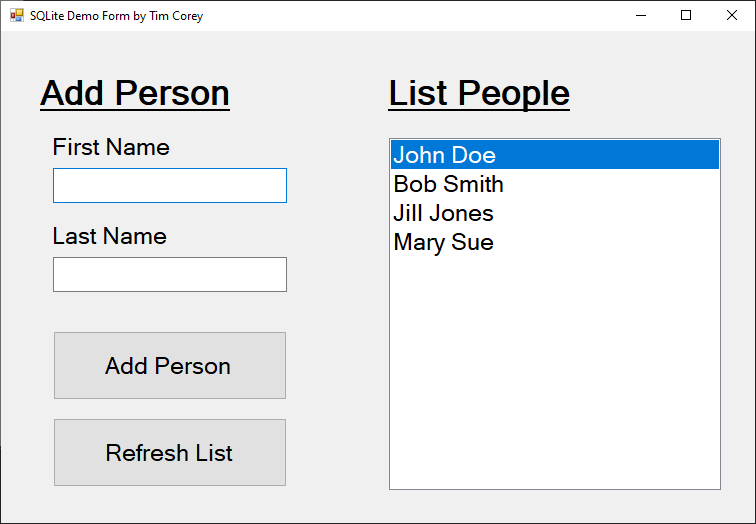 SQLite Demo Form by Tim Corey
Add Person
First Name
Last Name
Add Person
Refresh List
List People
John Doe
Bob Smith
Jill Jones
Mary Sue